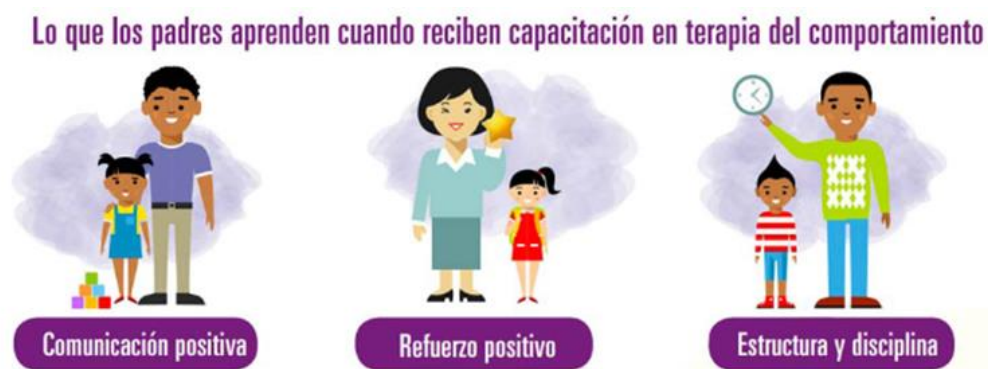 Lo que los padres aprenden cuando reciben capacitación en terapia del comportamiento
Comunicación positiva
Refuerzo positivo
Estructura y disciplina